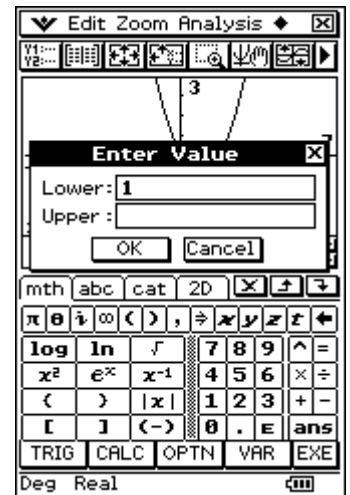 Edit Zoom Analysis ◆
Y1:
Y2:
3
Enter Value X
Lower: 1
Upper :
OK Cancel
mth abc cat 2D
π θ i ∞ ( ) , ⇒ x y z t ←
log ln √ 7 8 9 ^ =
x² eˣ x⁻¹ 4 5 6 × ÷
( ) |x| 1 2 3 + -
[ ] (-) 0 . E ans
TRIG CALC OPTN VAR EXE
Deg Real